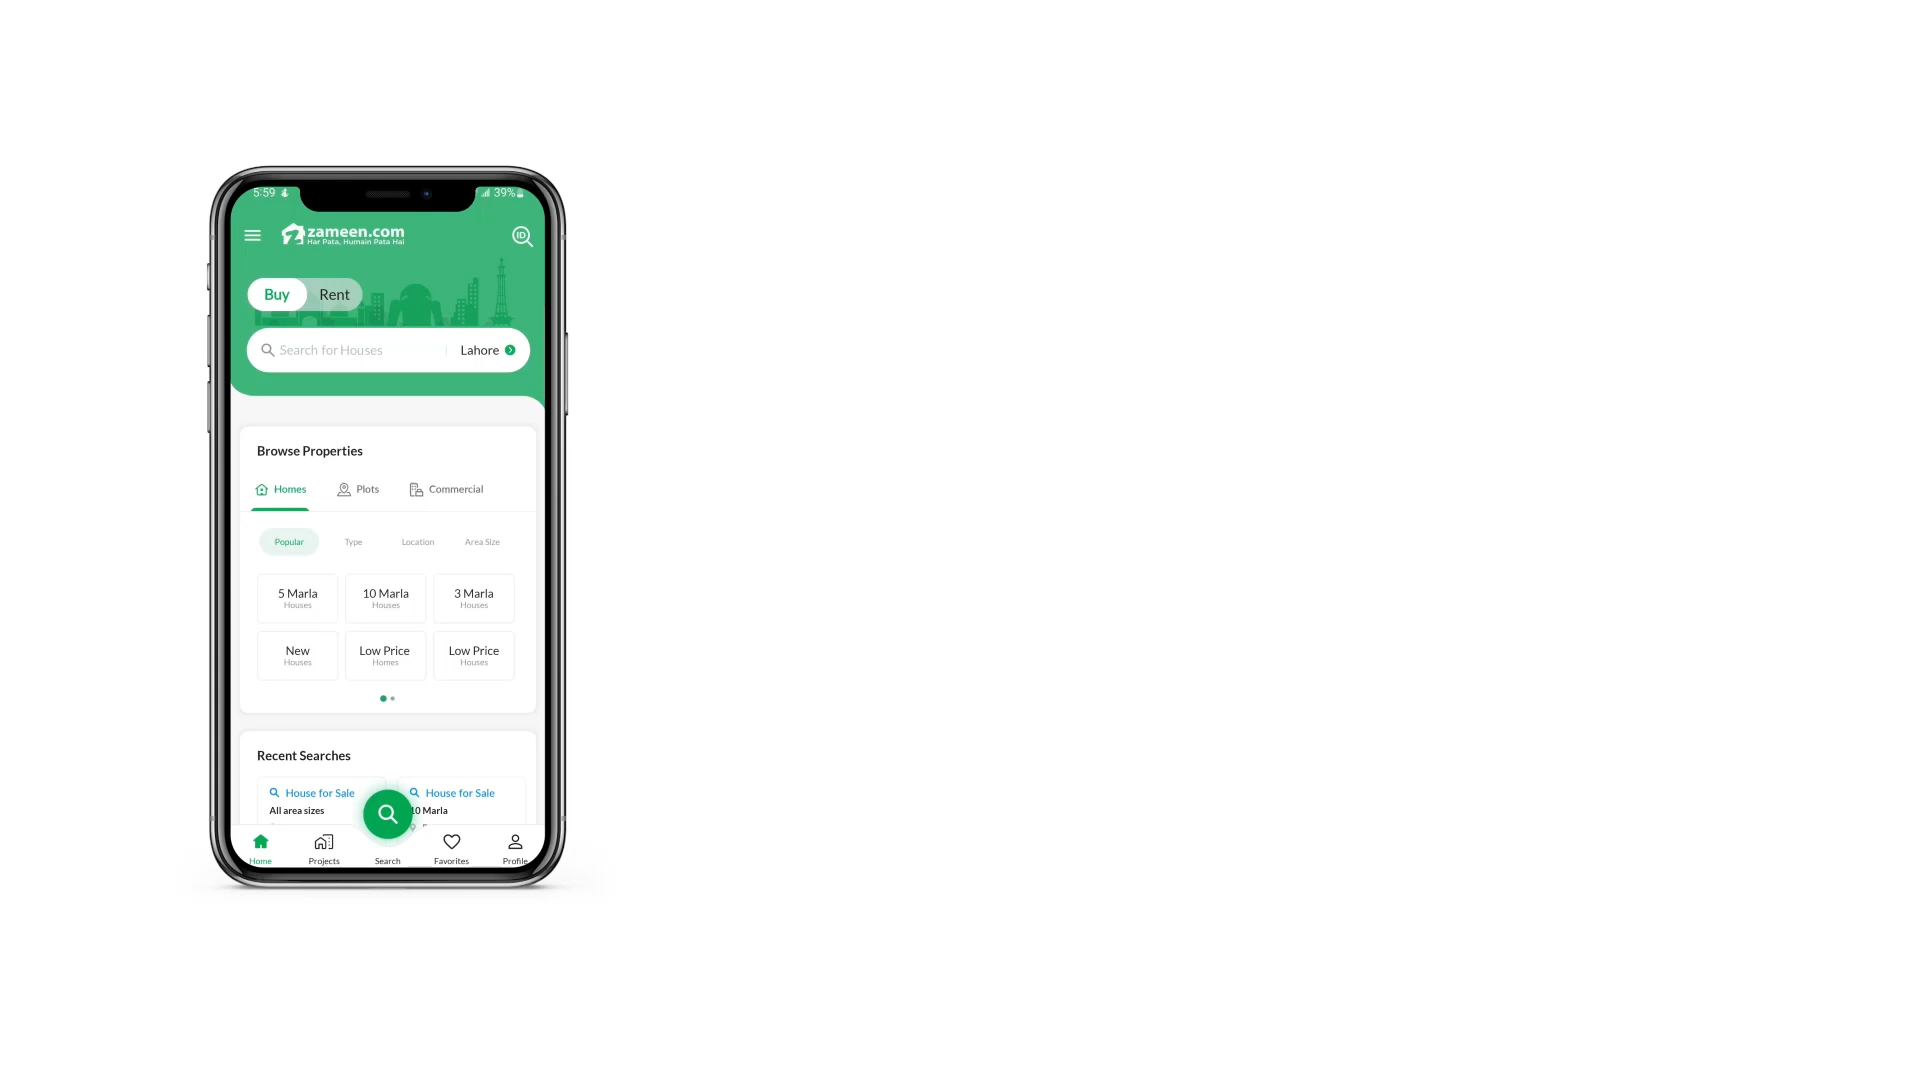 5:59 39%
zameen.com
Har Pata, Humain Pata Hai
ID
Buy Rent
Search for Houses Lahore
Browse Properties
Homes Plots Commercial
Popular Type Location Area Size
5 Marla 10 Marla 3 Marla
Houses Houses Houses
New Low Price Low Price
Houses Homes Houses
Recent Searches
House for Sale House for Sale
All area sizes 10 Marla
Home Projects Search Favorites Profile